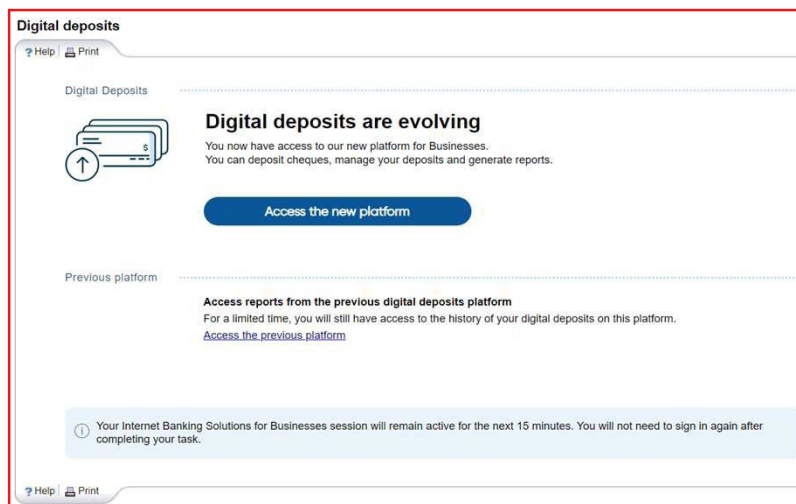 Digital deposits
? Help Print
Digital Deposits
$
Digital deposits are evolving
You now have access to our new platform for Businesses.
You can deposit cheques, manage your deposits and generate reports.
Access the new platform
Previous platform
Access reports from the previous digital deposits platform
For a limited time, you will still have access to the history of your digital deposits on this platform.
Access the previous platform
i Your Internet Banking Solutions for Businesses session will remain active for the next 15 minutes. You will not need to sign in again after
completing your task.
? Help Print